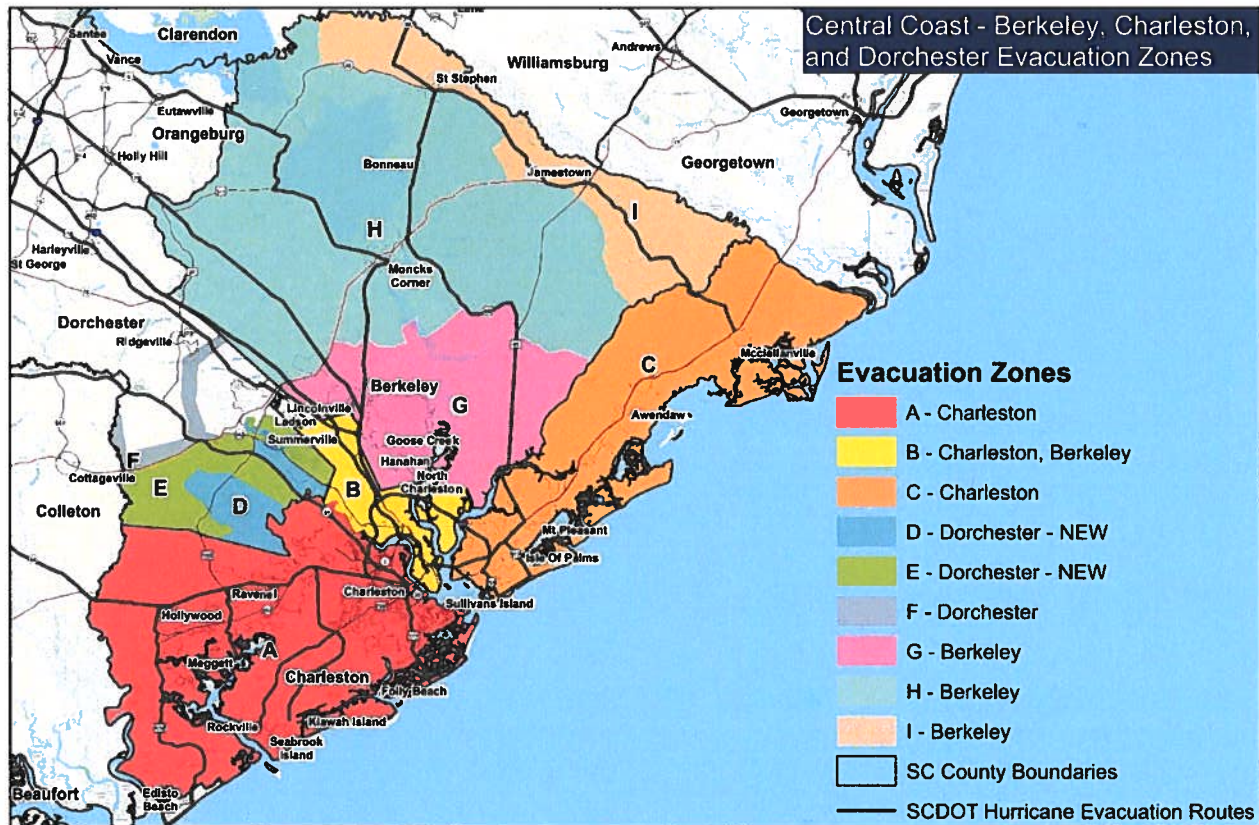 Central Coast - Berkeley, Charleston,
and Dorchester Evacuation Zones
Santee
Clarendon
Vance
Andrews
Williamsburg
St Stephen
Eutawville
Georgetown
Orangeburg
Holly Hill
Bonneau
Jamestown
Georgetown
I
H
Harleyville
St George
Moncks
Corner
Dorchester
Ridgeville
C
Mcclellanville
Berkeley
G
Awendaw
Lincolnville
Ladson
Summerville
Goose Creek
Hanahan
North
Charleston
F
Cottageville
E
D
B
Colleton
Mt Pleasant
Isle Of Palms
Ravenel
Charleston
Sullivans Island
Hollywood
A
Meggett
Charleston
Folly Beach
Rockville
Kiawah Island
Seabrook
Island
Edisto
Beach
Beaufort
Evacuation Zones
A - Charleston
B - Charleston, Berkeley
C - Charleston
D - Dorchester - NEW
E - Dorchester - NEW
F - Dorchester
G - Berkeley
H - Berkeley
I - Berkeley
SC County Boundaries
SCDOT Hurricane Evacuation Routes